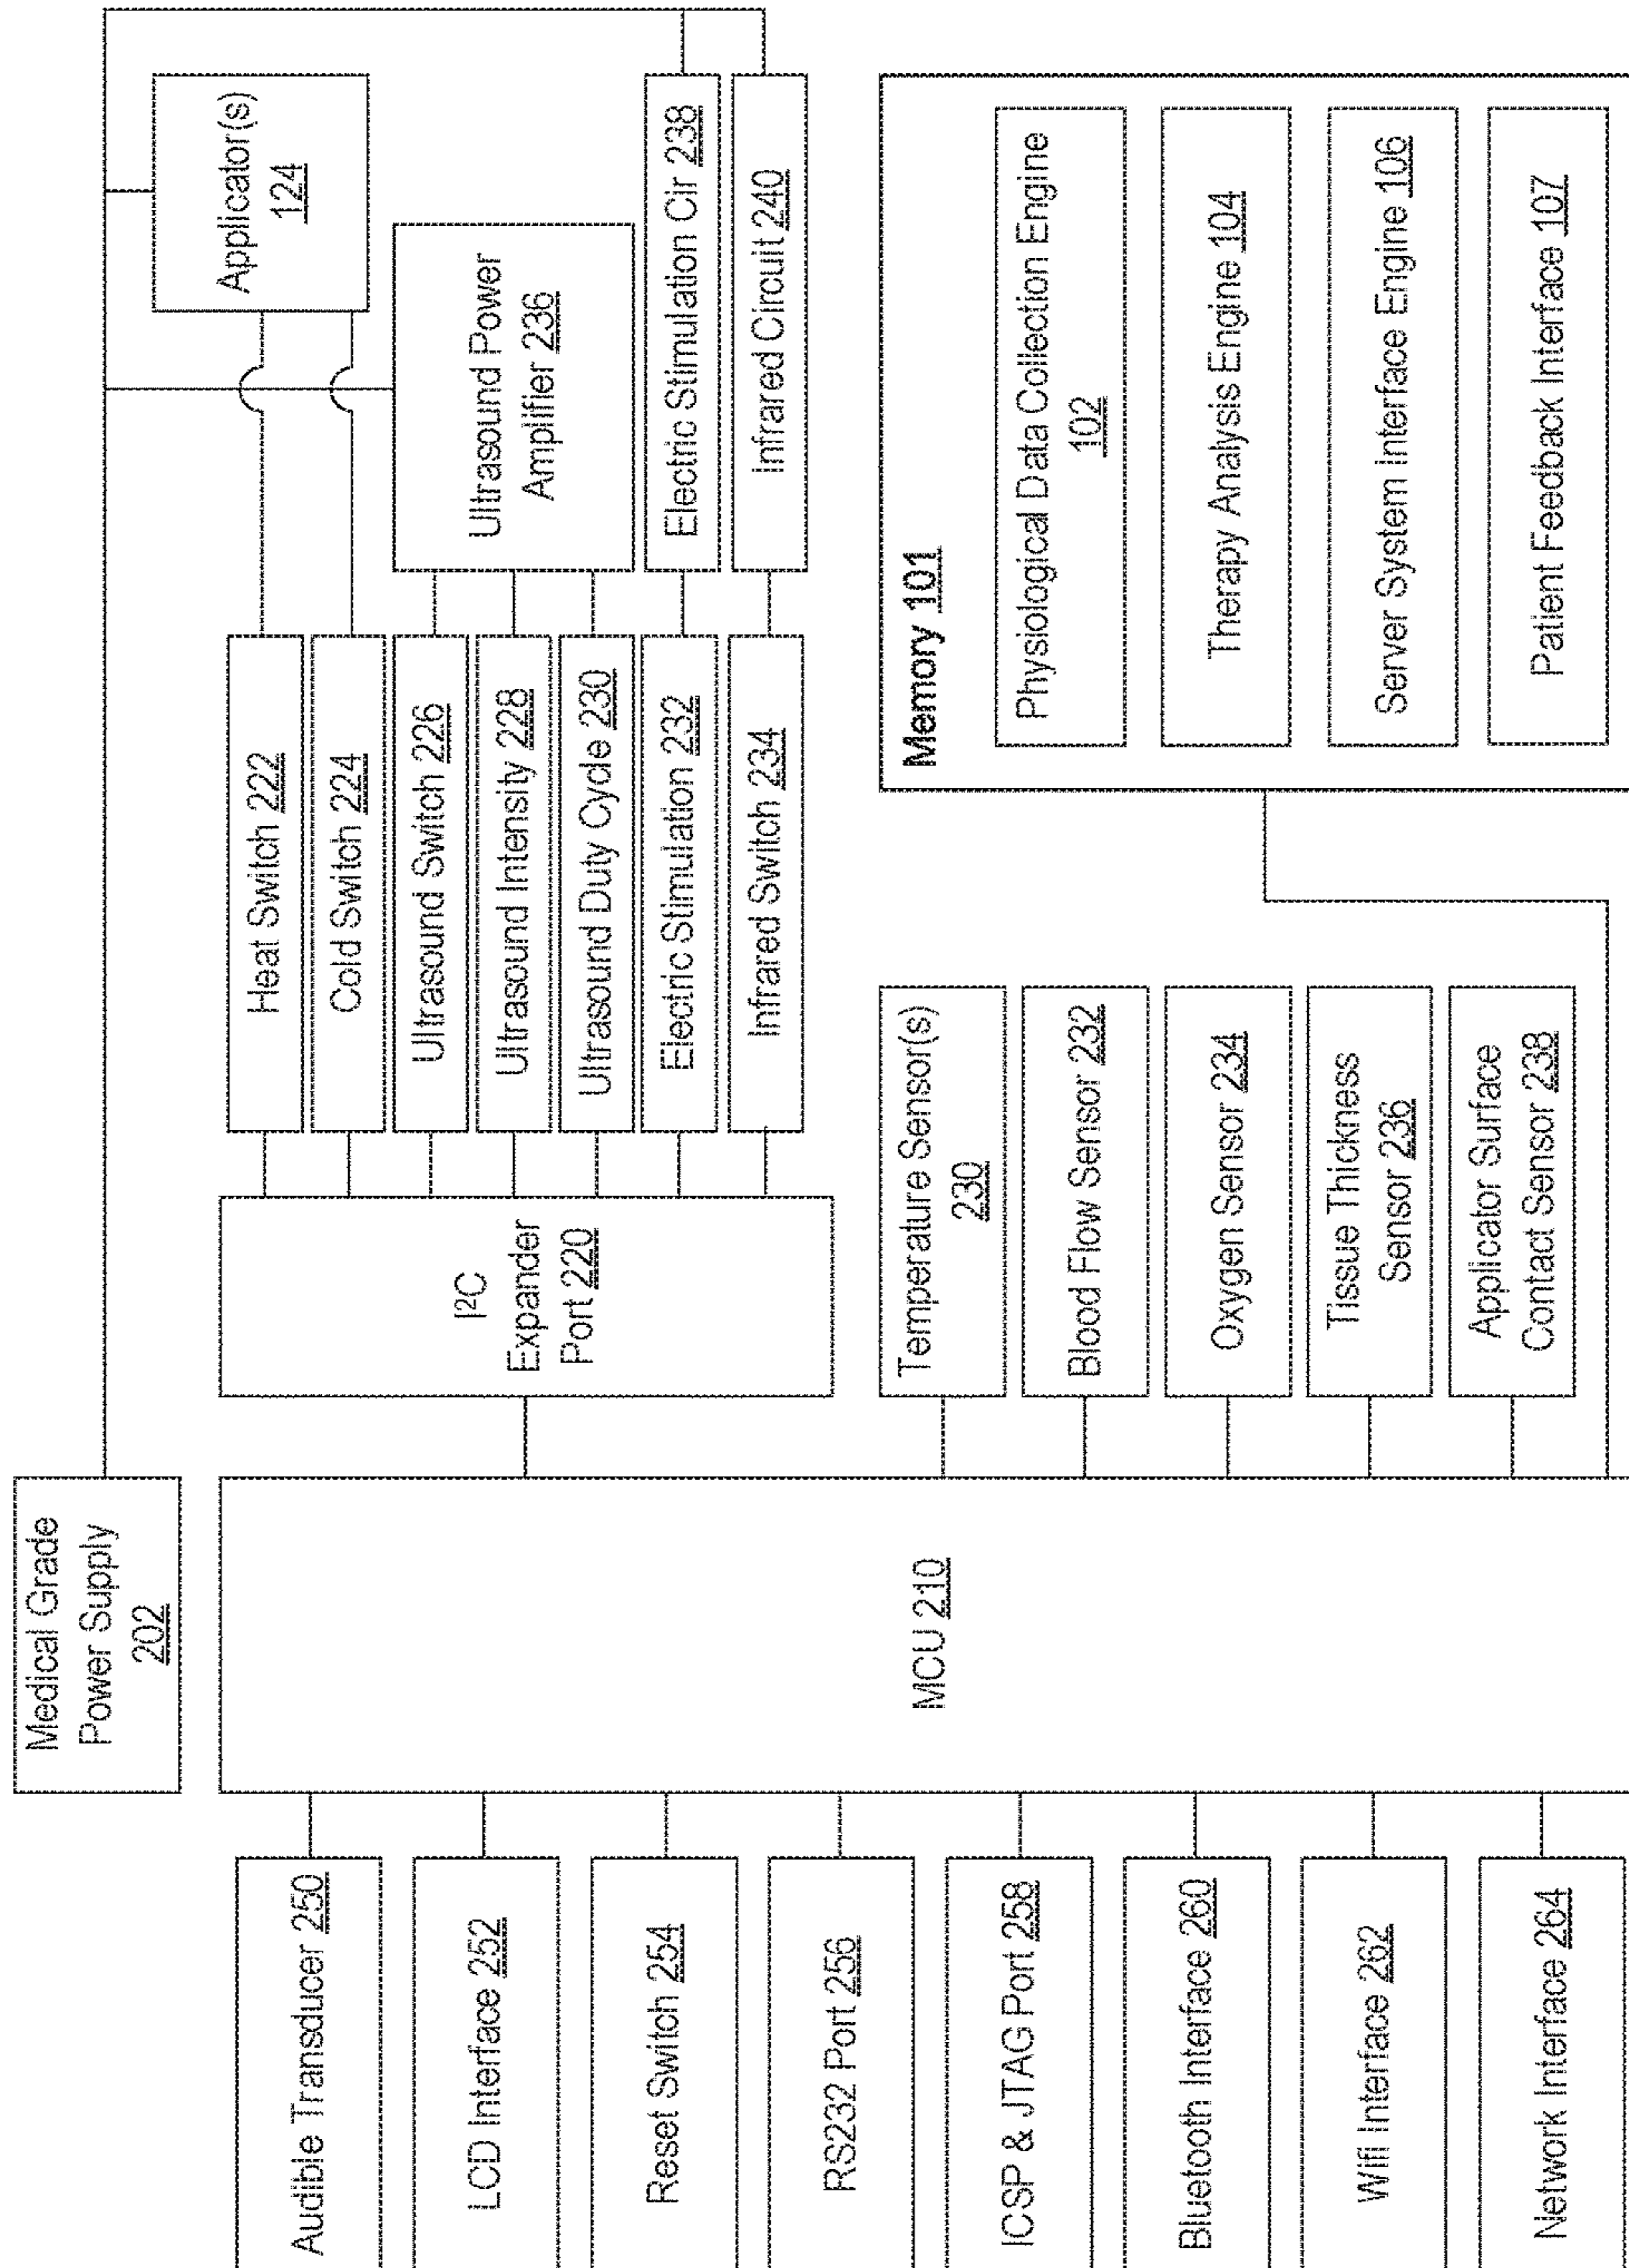 Medical Grade
Power Supply
202
Audible Transducer 250
LCD Interface 252
Reset Switch 254
RS232 Port 256
ICSP & JTAG Port 258
Bluetooth Interface 260
Wifi Interface 262
Network Interface 264
MCU 210
I²C
Expander
Port 220
Heat Switch 222
Cold Switch 224
Ultrasound Switch 226
Ultrasound Intensity 228
Ultrasound Duty Cycle 230
Electric Stimulation 232
Infrared Switch 234
Applicator(s)
124
Ultrasound Power
Amplifier 236
Electric Stimulation Cir 238
Infrared Circuit 240
Temperature Sensor(s)
230
Blood Flow Sensor 232
Oxygen Sensor 234
Tissue Thickness
Sensor 236
Applicator Surface
Contact Sensor 238
Memory 101
Physiological Data Collection Engine
102
Therapy Analysis Engine 104
Server System Interface Engine 106
Patient Feedback Interface 107